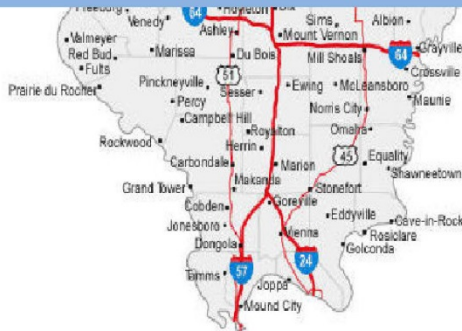 64
Royalton
Venedy
Ashley
Sims
Albion
Valmeyer
Mount Vernon
Grayville
Red Bud
Marissa
Du Bois
Mill Shoals
64
Fults
Crossville
51
Pinckneyville
Sesser
Ewing
McLeansboro
Prairie du Rocher
Maunie
Percy
Norris City
Campbell Hill
Royalton
Omaha
Rockwood
Herrin
45
Equality
Carbondale
Marion
Shawneetown
Makanda
Grand Tower
Stonefort
Cobden
Goreville
Eddyville
Cave-in-Rock
Jonesboro
Vienna
Rosiclare
Dongola
Golconda
24
57
Tamms
Joppa
Mound City